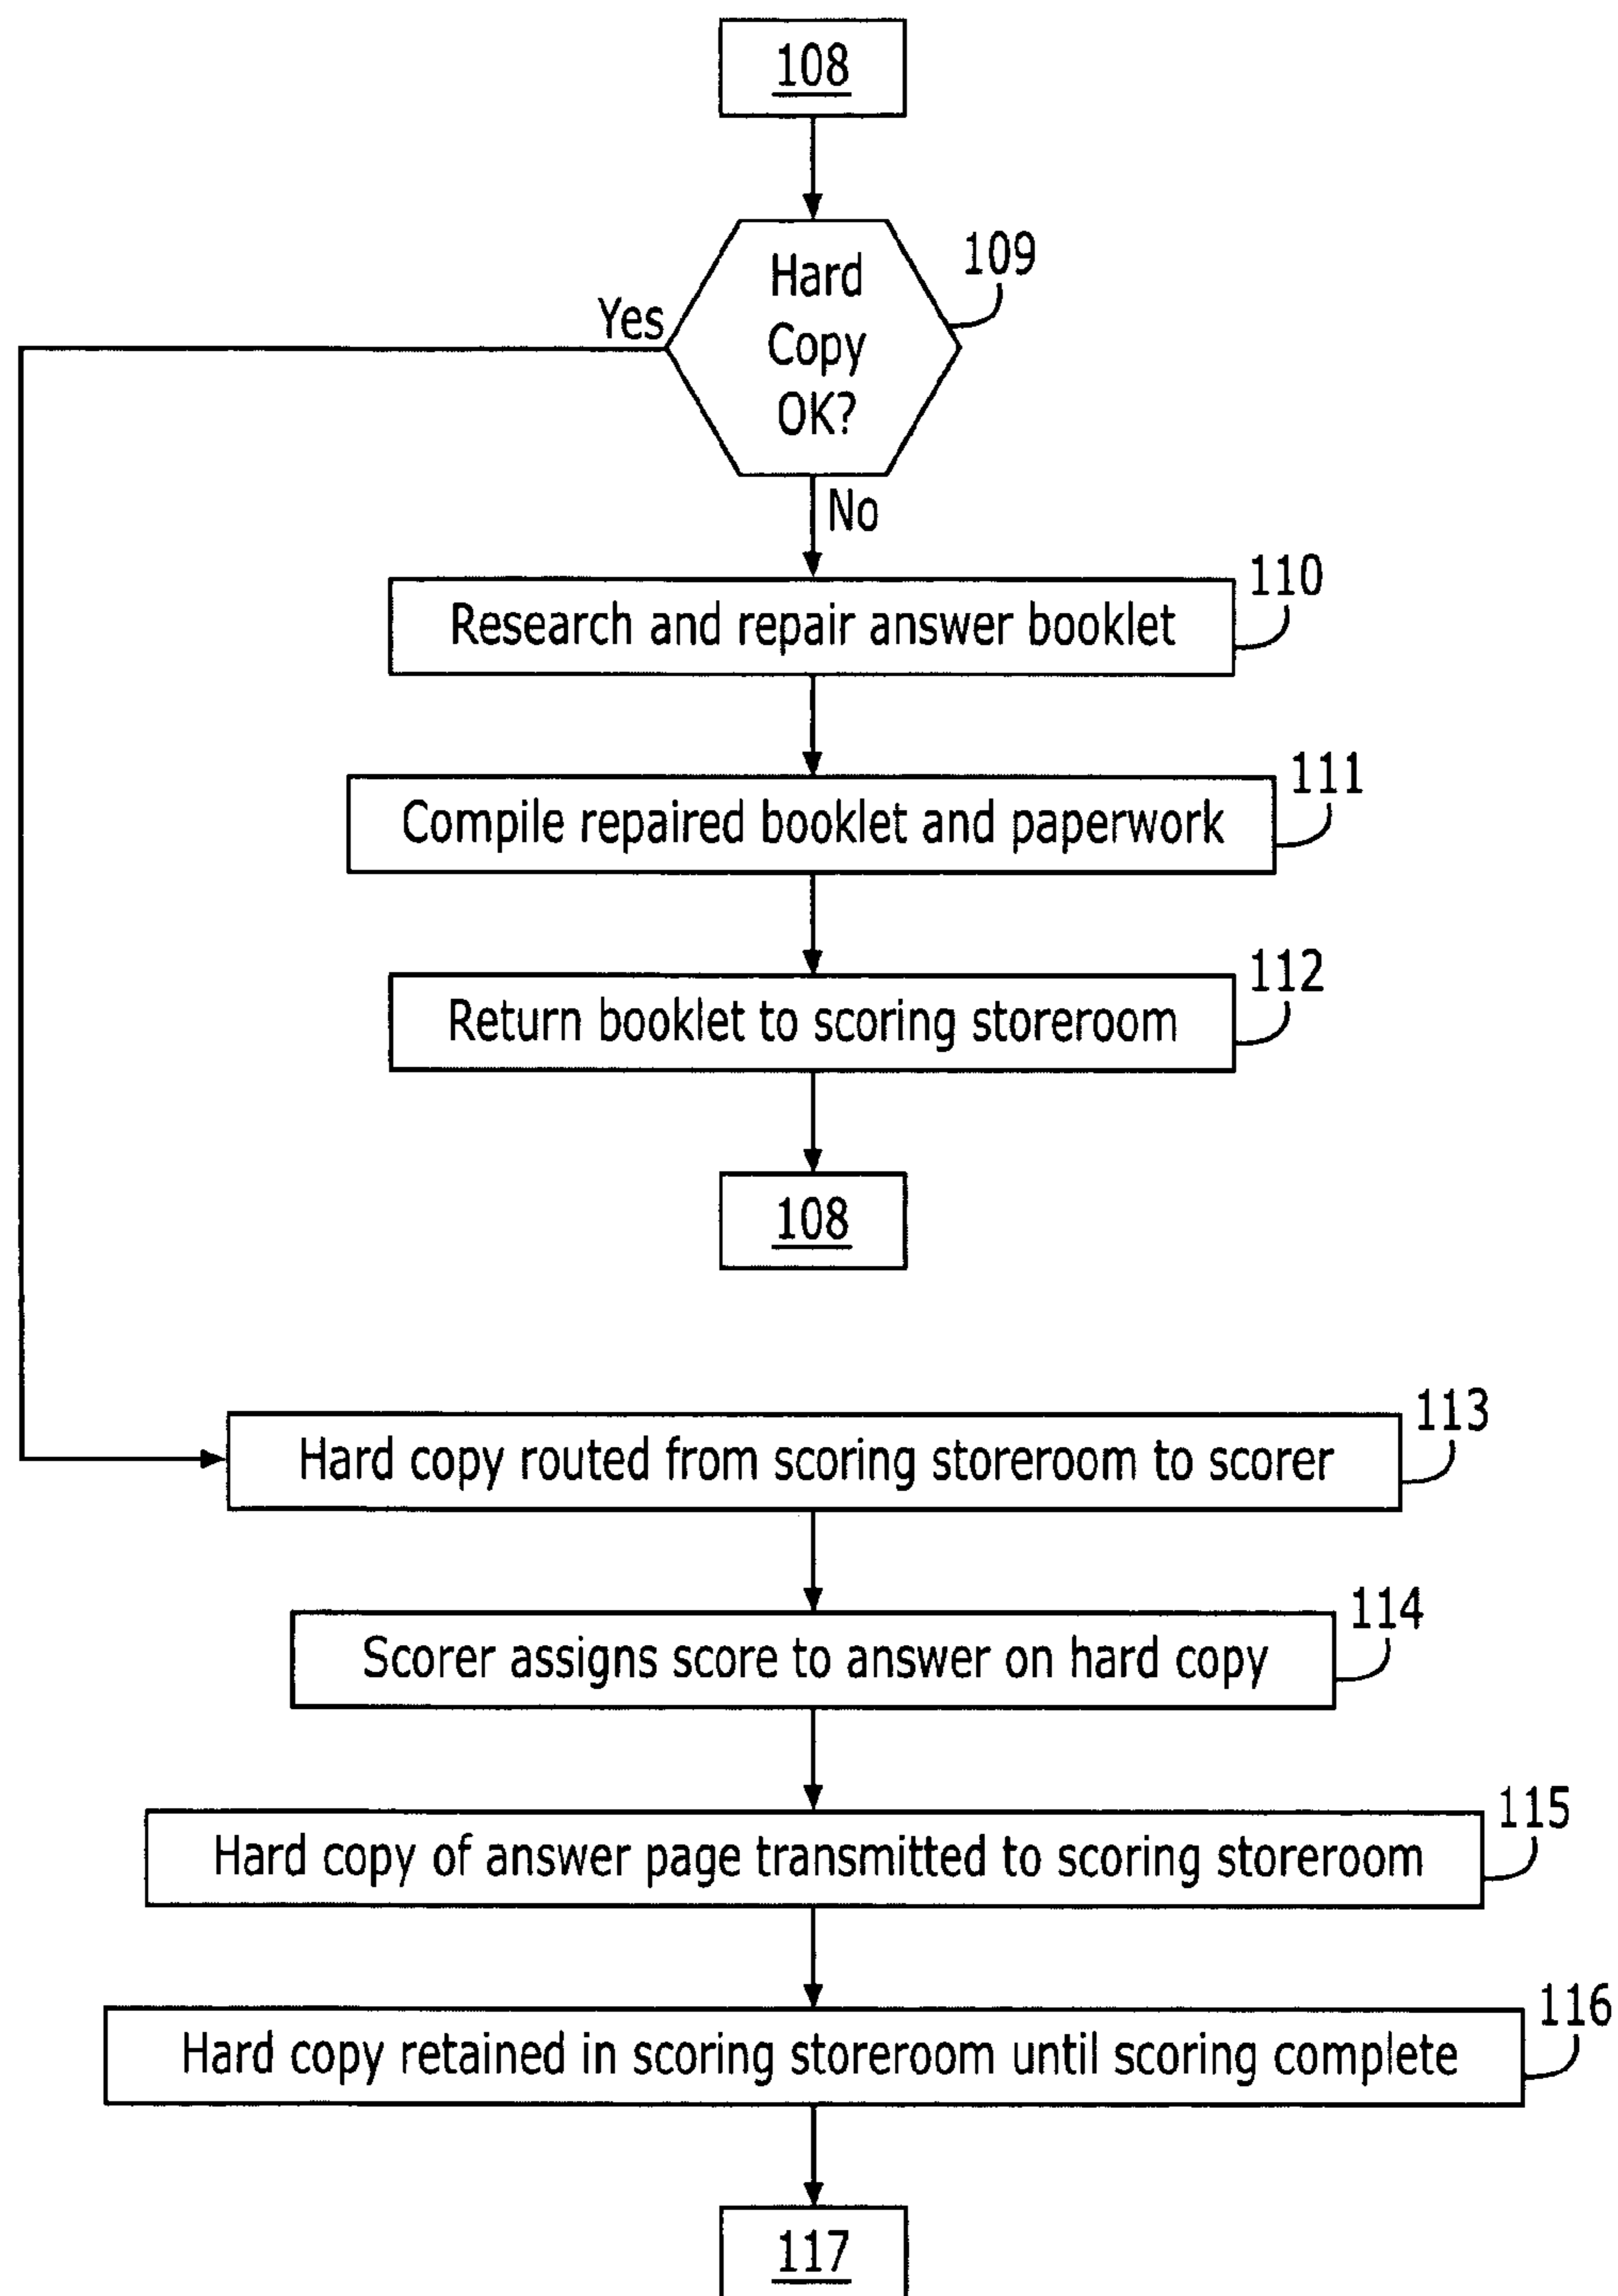 108
Hard
Copy
OK?
109
Yes
No
Research and repair answer booklet
110
Compile repaired booklet and paperwork
111
Return booklet to scoring storeroom
112
108
Hard copy routed from scoring storeroom to scorer
113
Scorer assigns score to answer on hard copy
114
Hard copy of answer page transmitted to scoring storeroom
115
Hard copy retained in scoring storeroom until scoring complete
116
117